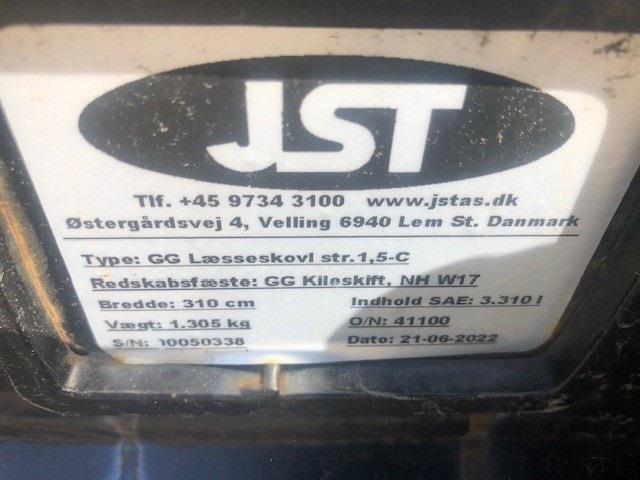 JST
Tlf. +45 9734 3100 www.jstas.dk
Østergårdsvej 4, Velling 6940 Lem St. Danmark
Type: GG Læsseskovl str.1,5-C
Redskabsfæste: GG Kileskift, NH W17
Bredde: 310 cm Indhold SAE: 3.310 l
Vægt: 1.305 kg O/N: 41100
S/N: 00050338 Dato: 21-06-2022